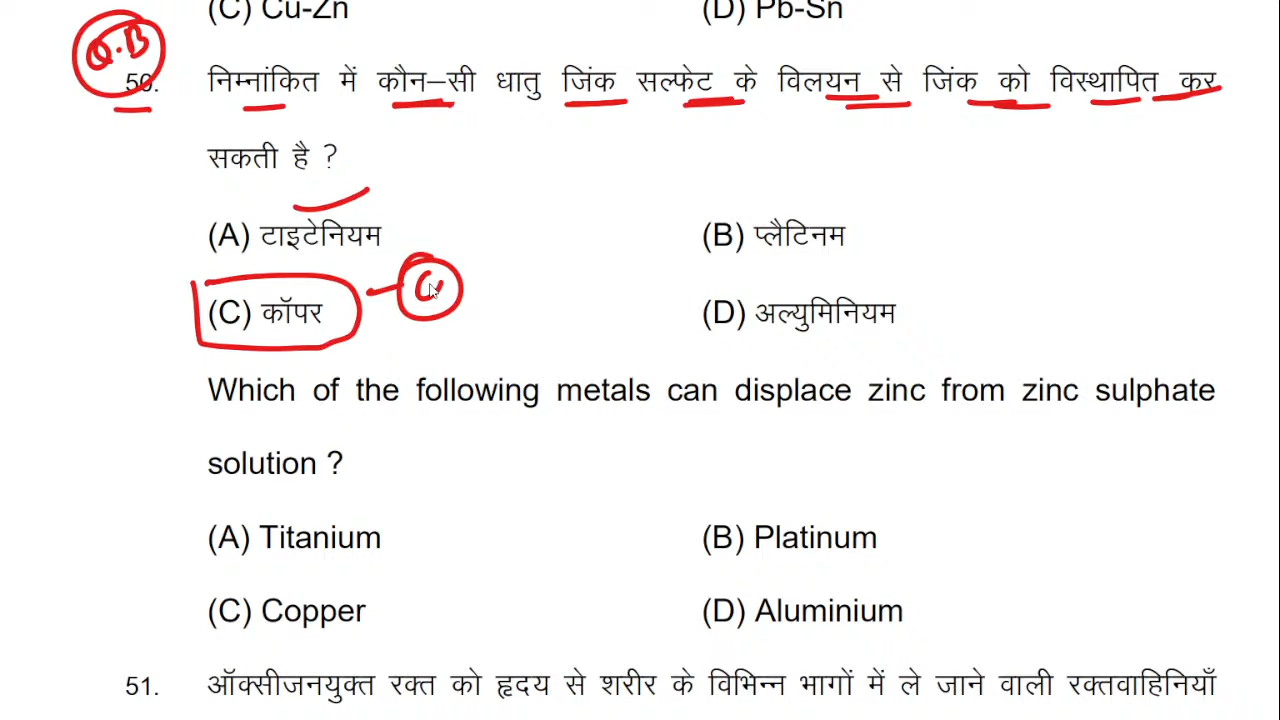 (C) Cu-Zn (D) Pb-Sn
Q.B
50. निम्नांकित में कौन–सी धातु जिंक सल्फेट के विलयन से जिंक को विस्थापित कर
सकती है ?
(A) टाइटेनियम (B) प्लैटिनम
(C) कॉपर (D) अल्युमिनियम
Which of the following metals can displace zinc from zinc sulphate
solution ?
(A) Titanium (B) Platinum
(C) Copper (D) Aluminium
51. ऑक्सीजनयुक्त रक्त को हृदय से शरीर के विभिन्न भागों में ले जाने वाली रक्तवाहिनियाँ